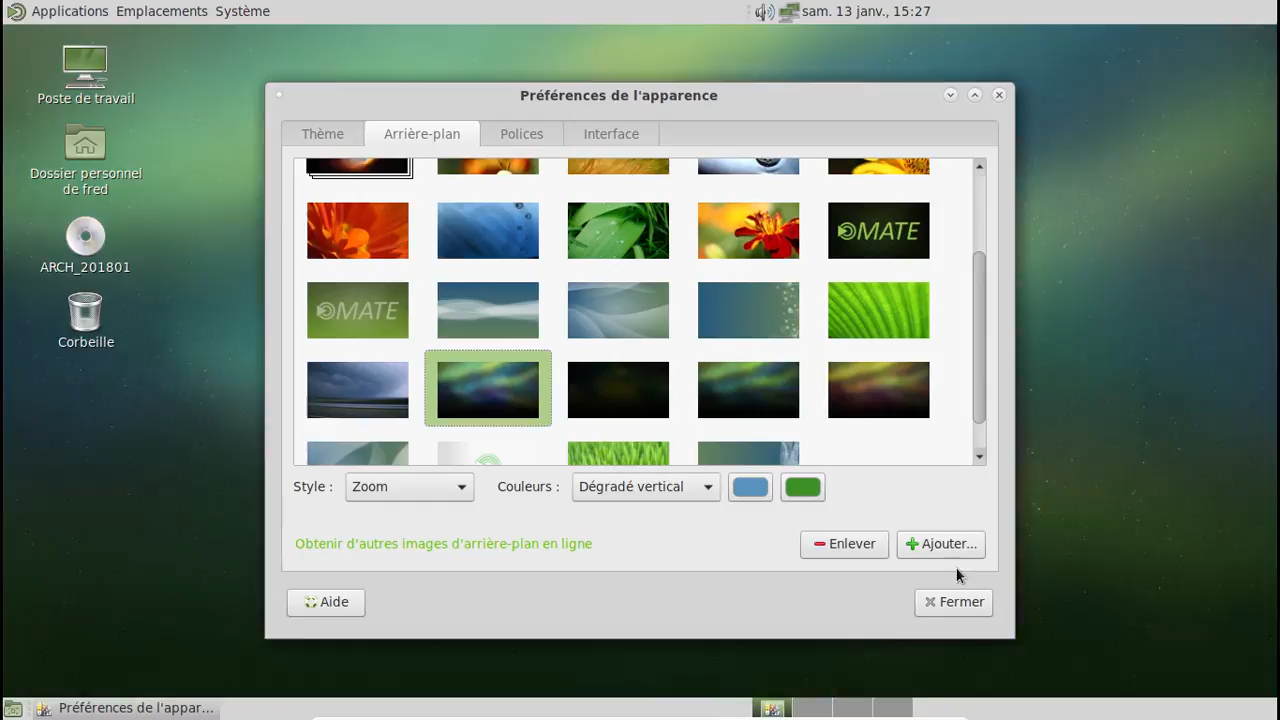 Applications Emplacements Système
sam. 13 janv., 15:27
Poste de travail
Dossier personnel
de fred
ARCH_201801
Corbeille
Préférences de l'apparence
Thème
Arrière-plan
Polices
Interface
MATE
MATE
Style :
Zoom
Couleurs :
Dégradé vertical
Obtenir d'autres images d'arrière-plan en ligne
Enlever
Ajouter...
Aide
Fermer
Préférences de l'appar...